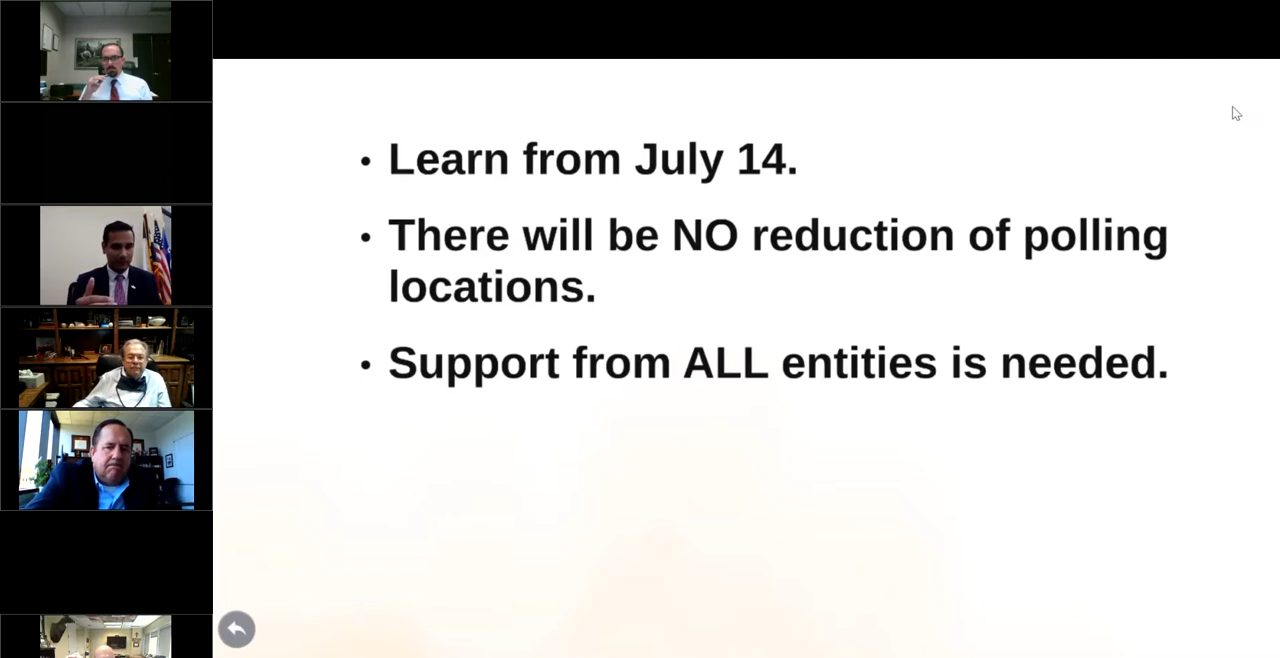 • Learn from July 14.
• There will be NO reduction of polling
locations.
• Support from ALL entities is needed.